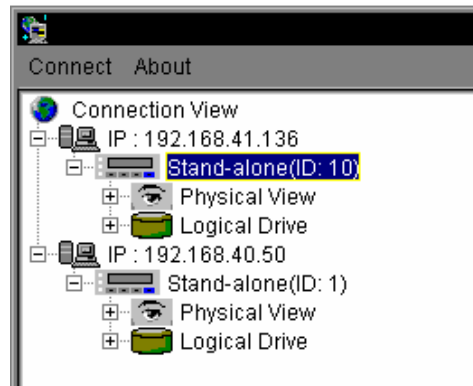 Connect About
Connection View
IP : 192.168.41.136
Stand-alone(ID: 10)
Physical View
Logical Drive
IP : 192.168.40.50
Stand-alone(ID: 1)
Physical View
Logical Drive